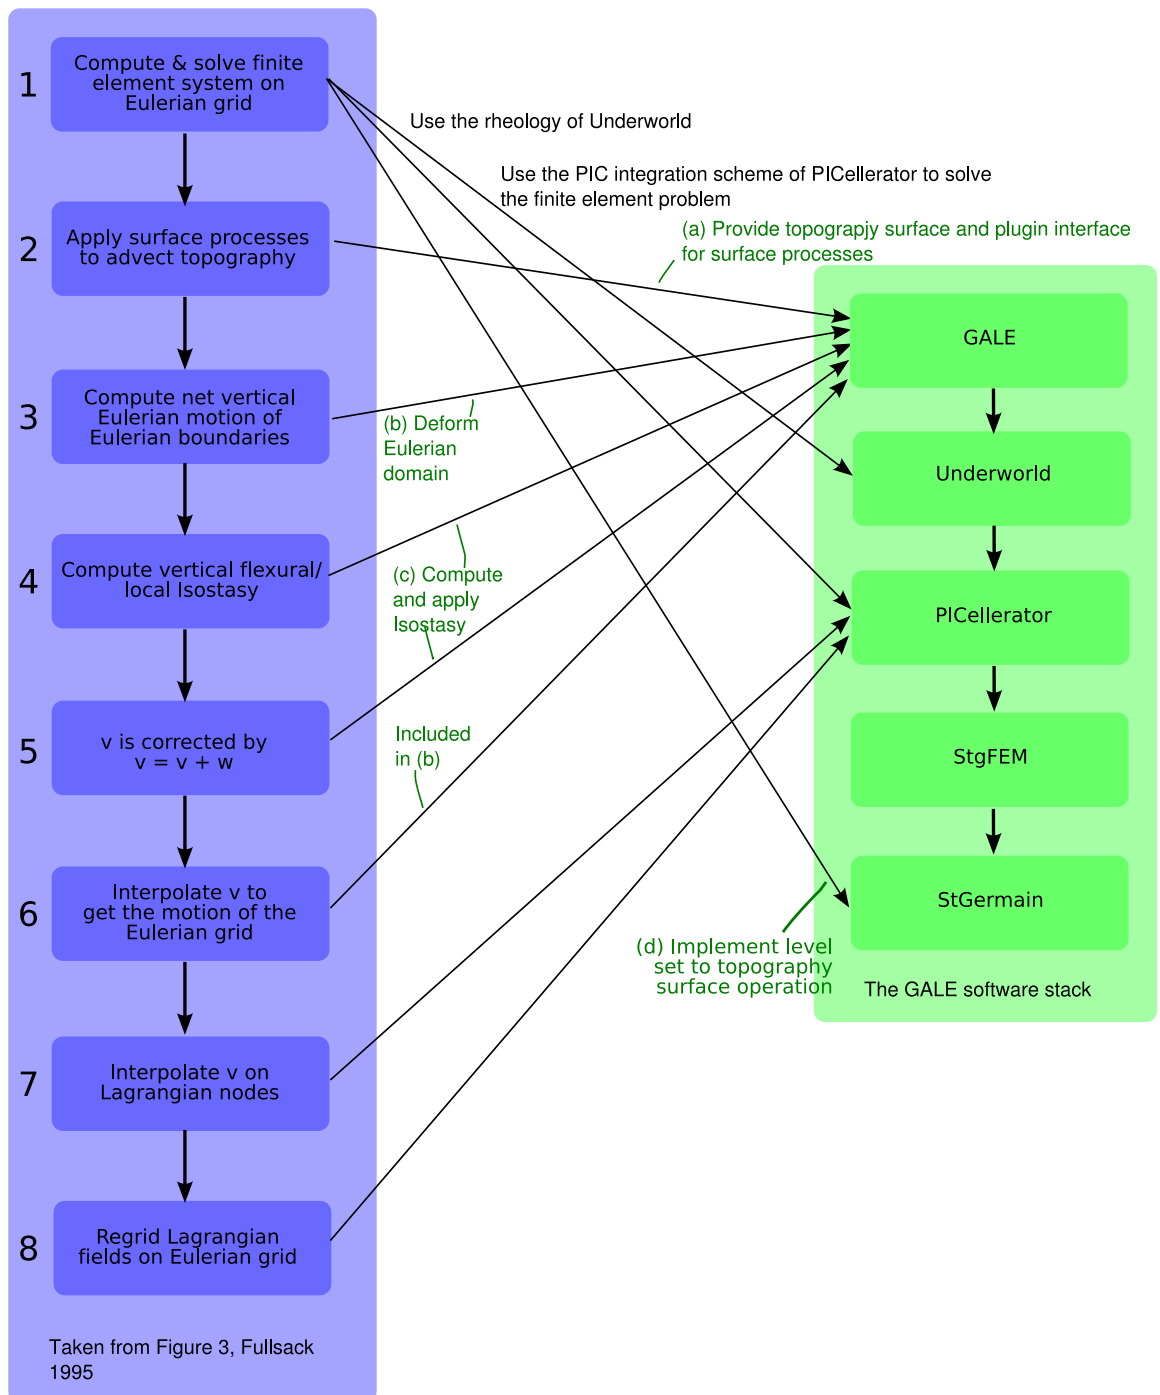 1
Compute & solve finite
element system on
Eulerian grid
2
Apply surface processes
to advect topography
3
Compute net vertical
Eulerian motion of
Eulerian boundaries
4
Compute vertical flexural/
local Isostasy
5
v is corrected by
v = v + w
6
Interpolate v to
get the motion of the
Eulerian grid
7
Interpolate v on
Lagrangian nodes
8
Regrid Lagrangian
fields on Eulerian grid
Taken from Figure 3, Fullsack
1995
Use the rheology of Underworld
Use the PIC integration scheme of PICellerator to solve
the finite element problem
(a) Provide topograpjy surface and plugin interface
for surface processes
(b) Deform
Eulerian
domain
(c) Compute
and apply
Isostasy
Included
in (b)
(d) Implement level
set to topography
surface operation
GALE
Underworld
PICellerator
StgFEM
StGermain
The GALE software stack